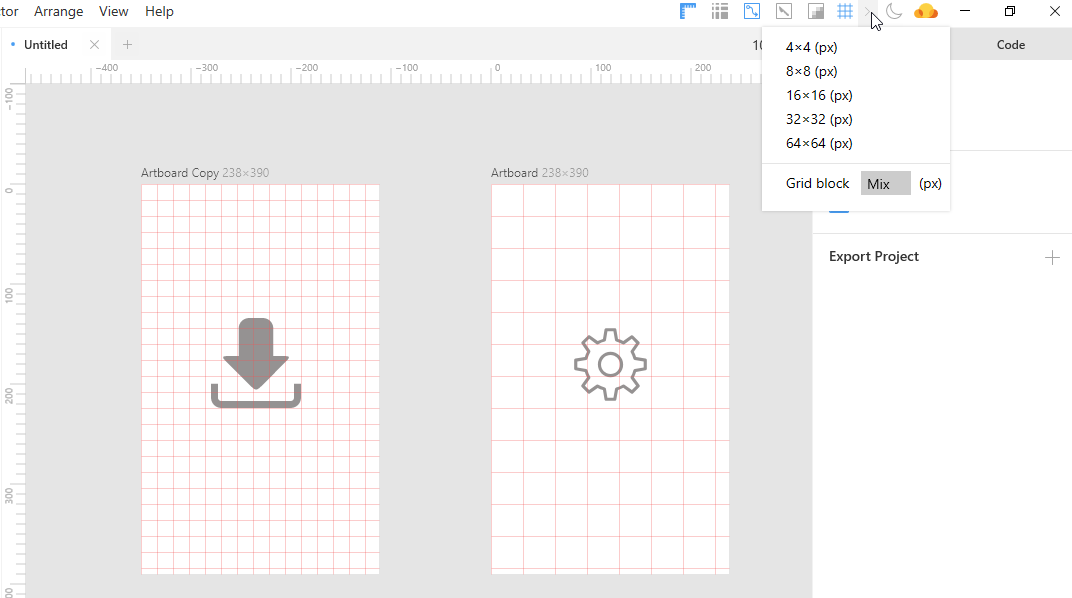 tor Arrange View Help
Untitled
10
Code
4×4 (px)
8×8 (px)
16×16 (px)
32×32 (px)
64×64 (px)
Grid block Mix (px)
-400 -300 -200 -100 0 100 200
-100
0
100
200
300
00
Artboard Copy 238×390
Artboard 238×390
Export Project